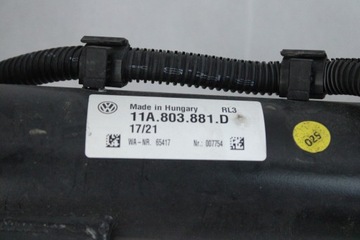 Made in Hungary RL3
11A.803.881.D
17/21
WA-NR. 65417 Nr.: 007754
025